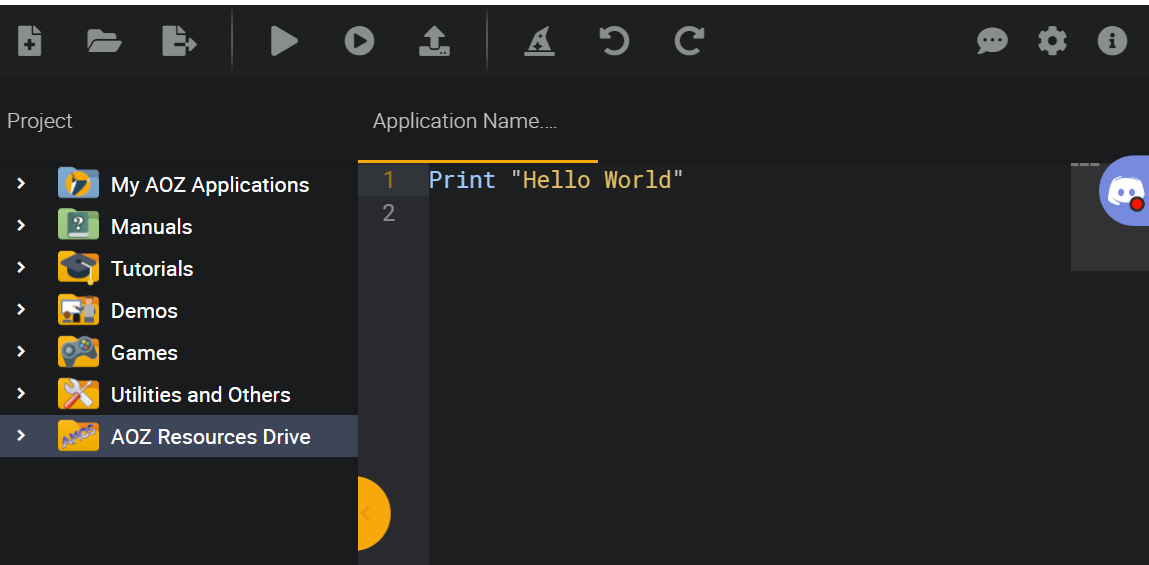 Project
Application Name....
My AOZ Applications
Manuals
Tutorials
Demos
Games
Utilities and Others
AMOS
AOZ Resources Drive
1 Print "Hello World"
2